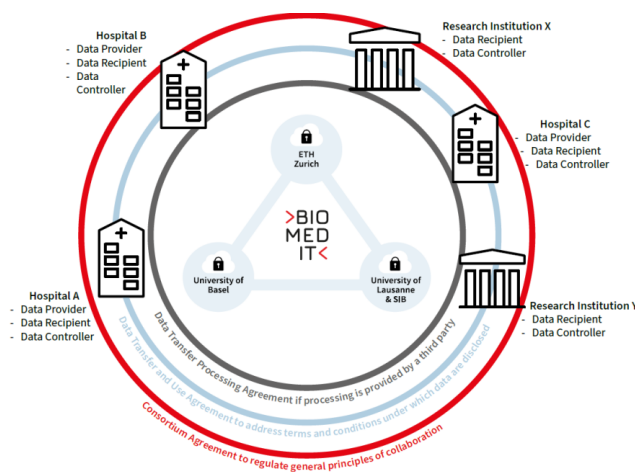 Hospital B
- Data Provider
- Data Recipient
- Data
Controller
Research Institution X
- Data Recipient
- Data Controller
Hospital C
- Data Provider
- Data Recipient
- Data Controller
ETH
Zurich
>BIO
MED
IT<
University of
Basel
University of
Lausanne
& SIB
Hospital A
- Data Provider
- Data Recipient
- Data Controller
Research Institution Y
- Data Recipient
- Data Controller
Data Transfer Processing Agreement if processing is provided by a third party
Data Transfer and Use Agreement to address terms and conditions under which data are disclosed
Consortium Agreement to regulate general principles of collaboration